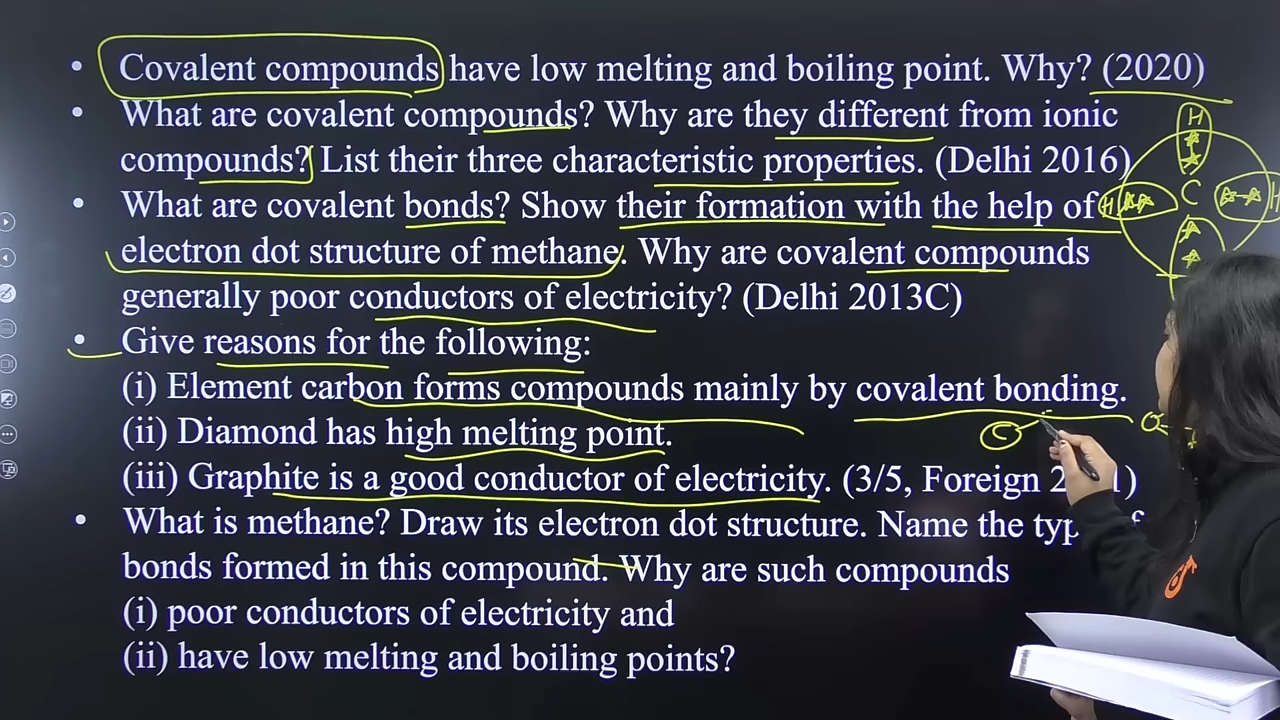 • Covalent compounds have low melting and boiling point. Why? (2020)
• What are covalent compounds? Why are they different from ionic
compounds? List their three characteristic properties. (Delhi 2016)
• What are covalent bonds? Show their formation with the help of
electron dot structure of methane. Why are covalent compounds
generally poor conductors of electricity? (Delhi 2013C)
• Give reasons for the following:
(i) Element carbon forms compounds mainly by covalent bonding.
(ii) Diamond has high melting point.
(iii) Graphite is a good conductor of electricity. (3/5, Foreign
• What is methane? Draw its electron dot structure. Name the
bonds formed in this compound. Why are such compounds
(i) poor conductors of electricity and
(ii) have low melting and boiling points?
H
H C H
C